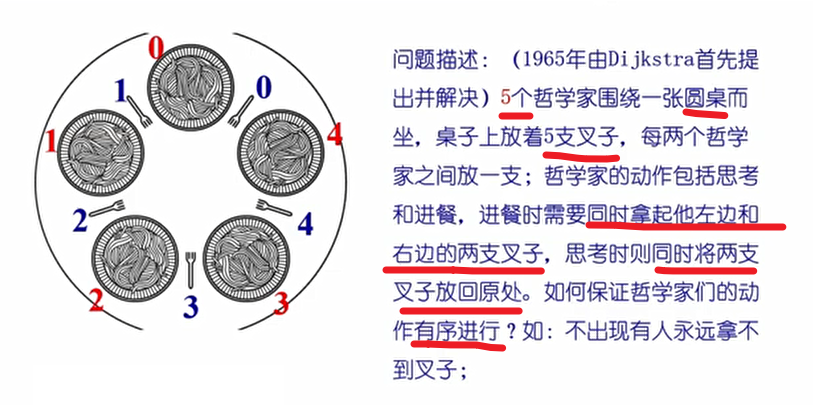 0
1
0
1
4
2
4
2
3
3
问题描述：（1965年由Dijkstra首先提
出并解决）5个哲学家围绕一张圆桌而
坐，桌子上放着5支叉子，每两个哲学
家之间放一支；哲学家的动作包括思考
和进餐，进餐时需要同时拿起他左边和
右边的两支叉子，思考时则同时将两支
叉子放回原处。如何保证哲学家们的动
作有序进行？如：不出现有人永远拿不
到叉子；